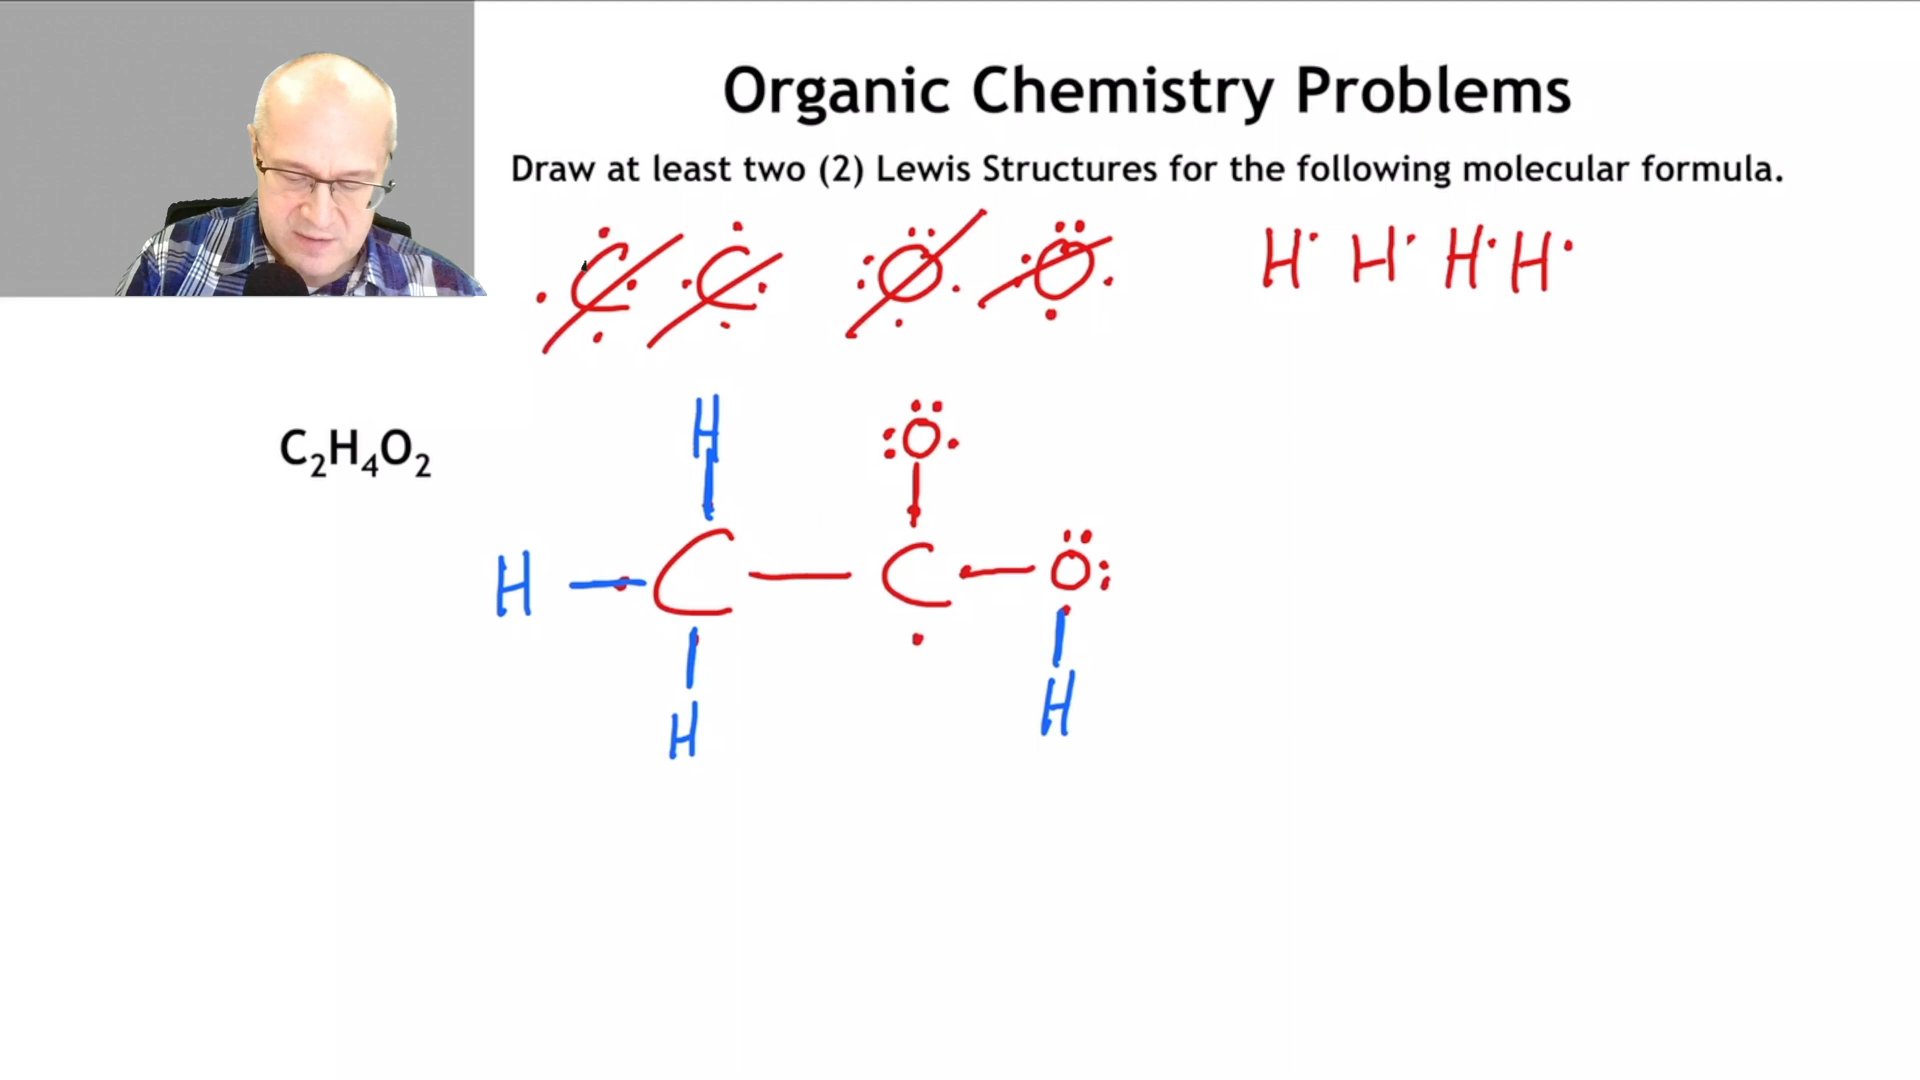 Organic Chemistry Problems
Draw at least two (2) Lewis Structures for the following molecular formula.
C C O O H H H H
C₂H₄O₂
H O
H C C O
H H